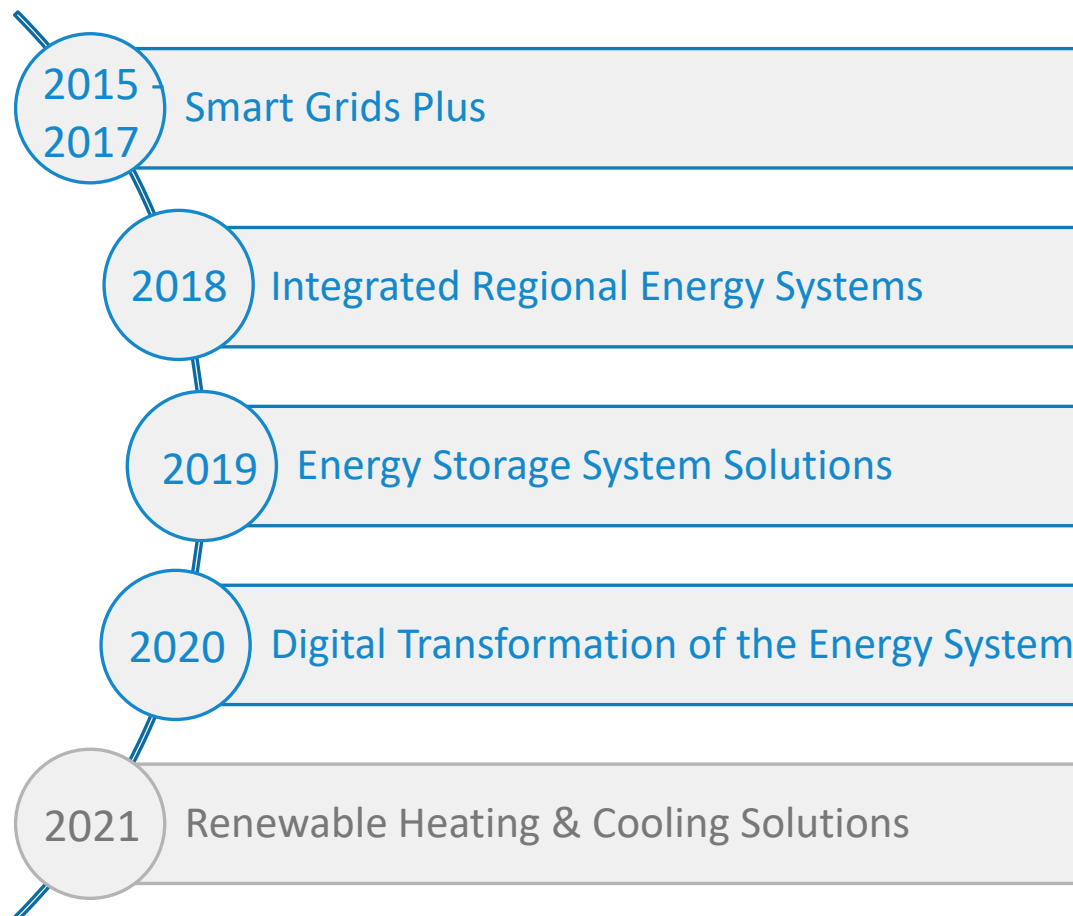 2015 -
2017
Smart Grids Plus
2018
Integrated Regional Energy Systems
2019
Energy Storage System Solutions
2020
Digital Transformation of the Energy System
2021
Renewable Heating & Cooling Solutions